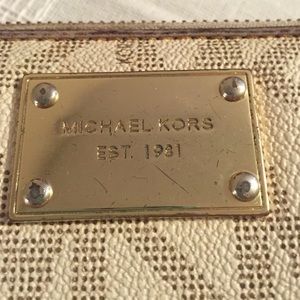 MICHAEL KORS
EST. 1981